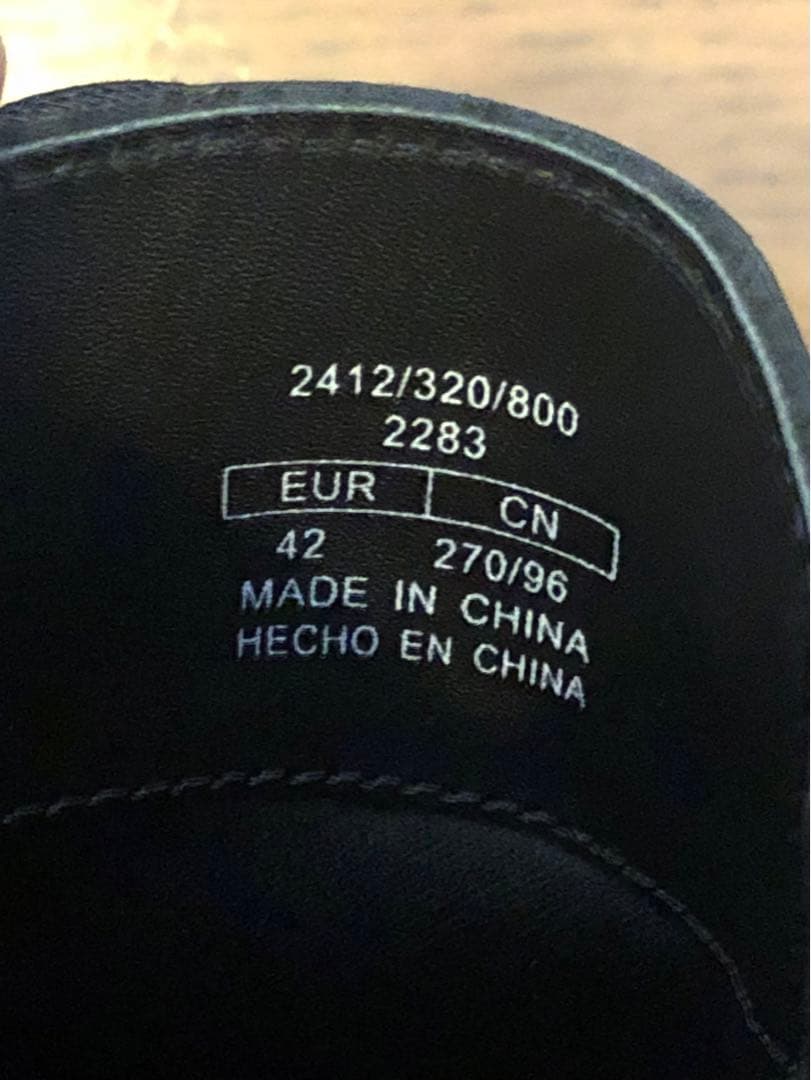 2412/320/800
2283
EUR CN
42 270/96
MADE IN CHINA
HECHO EN CHINA